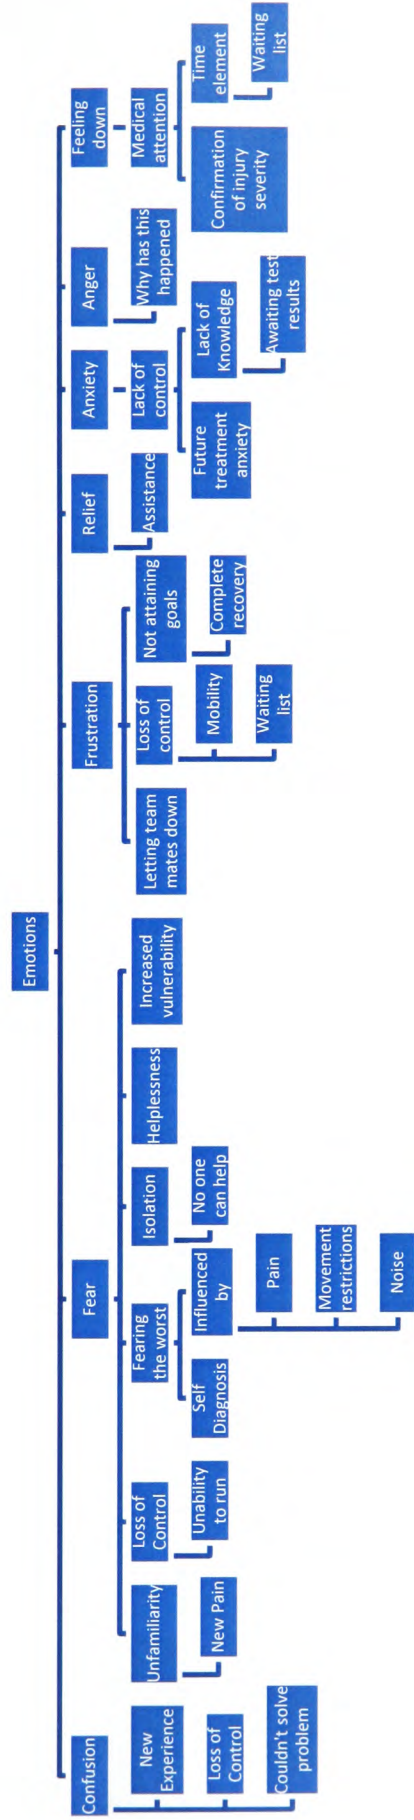 Emotions
Confusion
New
Experience
Loss of
Control
Couldn't solve
problem
Fear
Unfamiliarity
New Pain
Loss of
Control
Unability
to run
Fearing
the worst
Self
Diagnosis
Influenced
by
Pain
Movement
restrictions
Noise
Isolation
No one
can help
Helplessness
Increased
vulnerability
Frustration
Letting team
mates down
Loss of
control
Mobility
Waiting
list
Not attaining
goals
Complete
recovery
Relief
Assistance
Anxiety
Lack of
control
Future
treatment
anxiety
Lack of
Knowledge
Awaiting test
results
Anger
Why has this
happened
Feeling
down
Medical
attention
Confirmation
of injury
severity
Time
element
Waiting
list